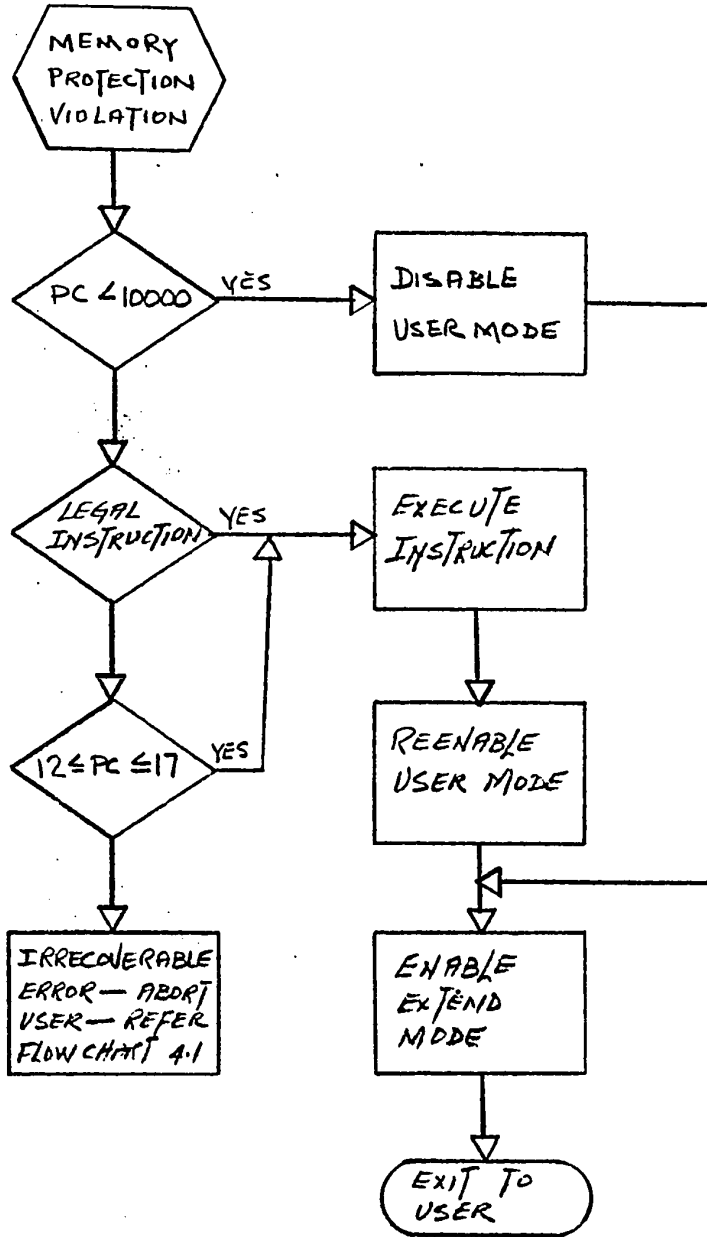 MEMORY
PROTECTION
VIOLATION
PC < 10000
YES
DISABLE
USER MODE
LEGAL
INSTRUCTION
YES
EXECUTE
INSTRUCTION
12 ≤ PC ≤ 17
YES
REENABLE
USER MODE
IRRECOVERABLE
ERROR — ABORT
USER — REFER
FLOW CHART 4.1
ENABLE
EXTEND
MODE
EXIT TO
USER